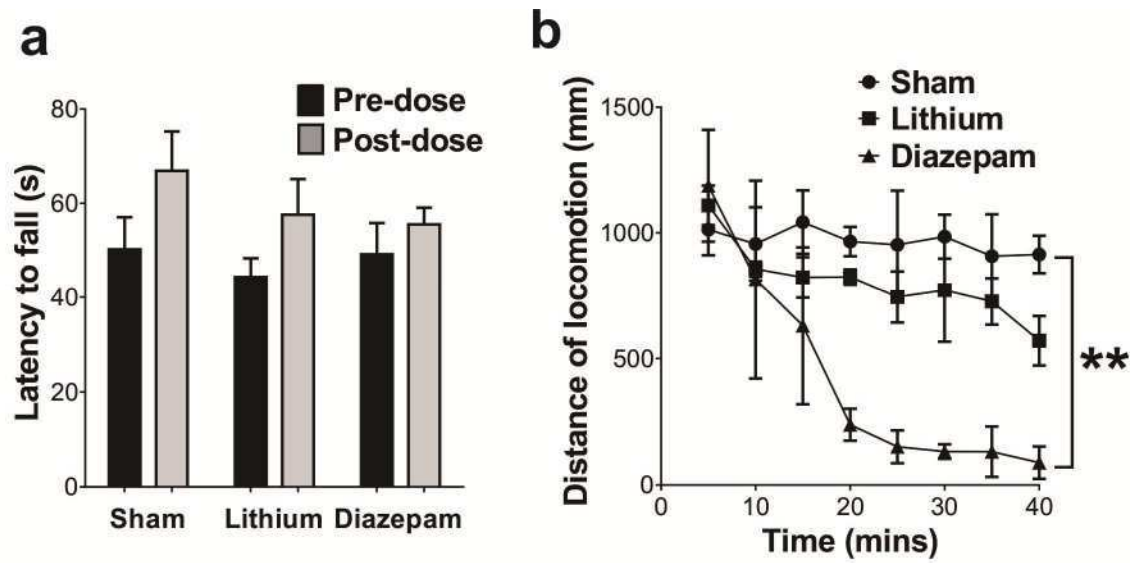 a
Pre-dose
Post-dose
Latency to fall (s)
80
60
40
20
0
Sham Lithium Diazepam
b
Sham
Lithium
Diazepam
Distance of locomotion (mm)
1500
1000
500
0
0 10 20 30 40
Time (mins)
**